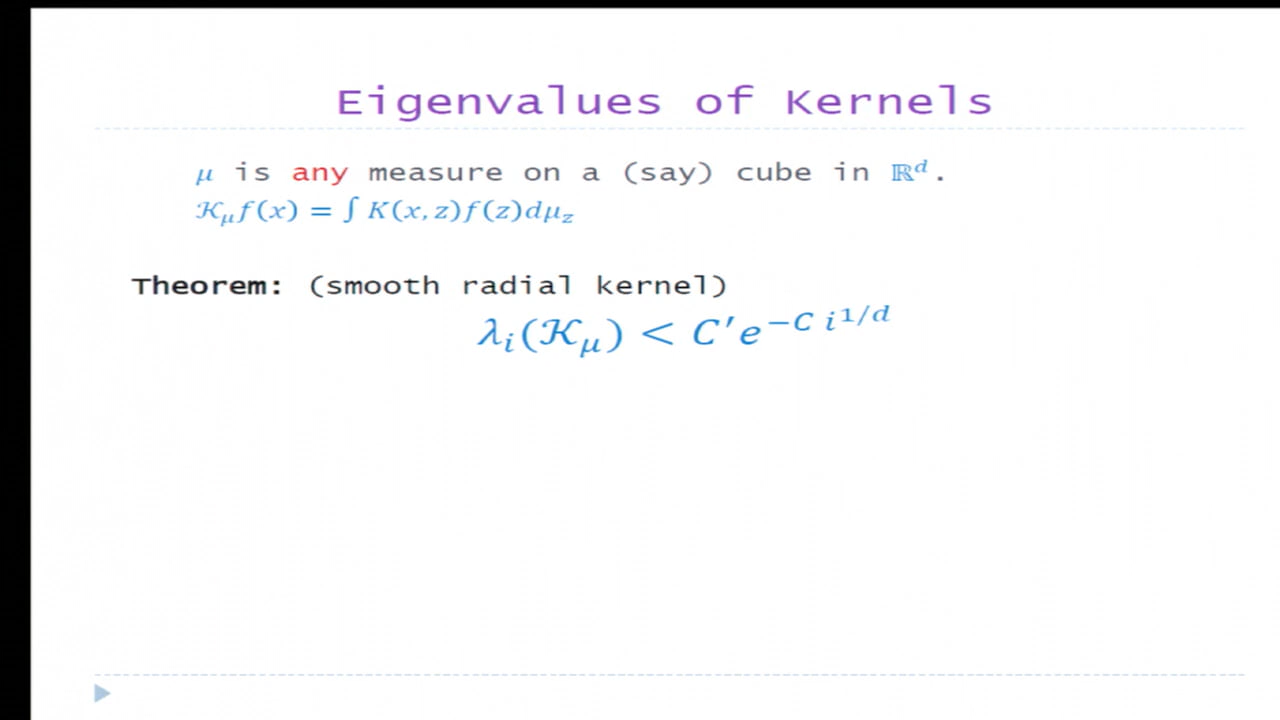 Eigenvalues of Kernels
μ is any measure on a (say) cube in ℝᵈ.
𝒦_μ f(x) = ∫ K(x, z)f(z)dμ_z
Theorem: (smooth radial kernel)
λ_i(𝒦_μ) < C′e^{−C i^{1/d}}